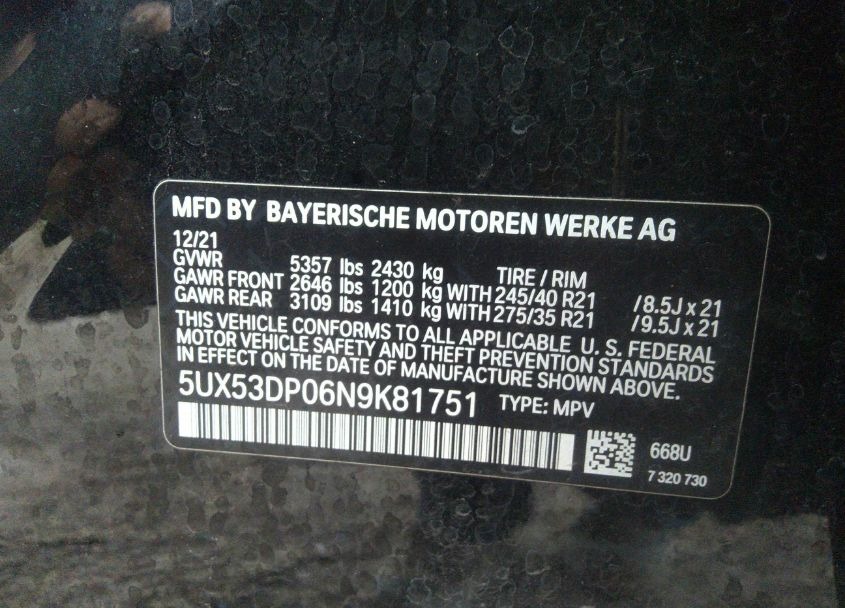 MFD BY BAYERISCHE MOTOREN WERKE AG
12/21
GVWR 5357 lbs 2430 kg TIRE / RIM
GAWR FRONT 2646 lbs 1200 kg WITH 245/40 R21 /8.5J x 21
GAWR REAR 3109 lbs 1410 kg WITH 275/35 R21 /9.5J x 21
THIS VEHICLE CONFORMS TO ALL APPLICABLE U. S. FEDERAL
MOTOR VEHICLE SAFETY AND THEFT PREVENTION STANDARDS
IN EFFECT ON THE DATE OF MANUFACTURE SHOWN ABOVE.
5UX53DP06N9K81751 TYPE: MPV
668U
7 320 730